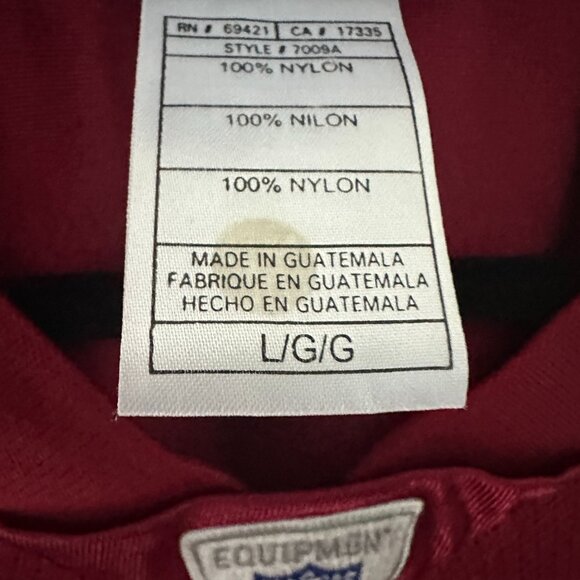 RN # 69421 CA # 17335
STYLE # 7009A
100% NYLON
100% NILON
100% NYLON
MADE IN GUATEMALA
FABRIQUE EN GUATEMALA
HECHO EN GUATEMALA
L/G/G
EQUIPMENT